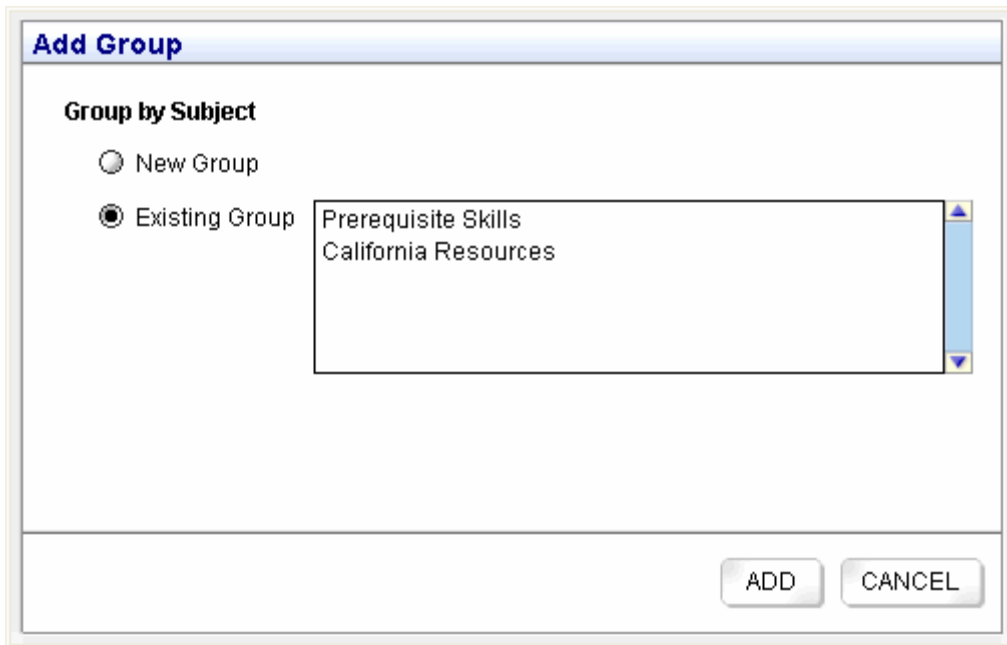 Add Group
Group by Subject
New Group
Existing Group
Prerequisite Skills
California Resources
ADD
CANCEL